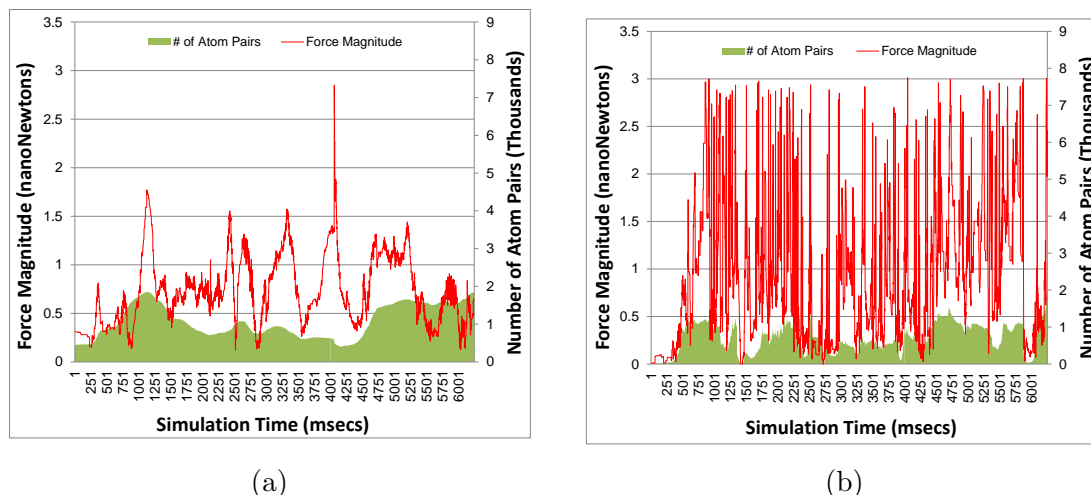 3.5
3
2.5
2
1.5
1
0.5
0
Force Magnitude (nanoNewtons)
# of Atom Pairs
Force Magnitude
9
8
7
6
5
4
3
2
1
0
Number of Atom Pairs (Thousands)
1 251 501 751 1001 1251 1501 1751 2001 2251 2501 2751 3001 3251 3501 3751 4001 4251 4501 4751 5001 5251 5501 5751 6001
Simulation Time (msecs)
(a)
3.5
3
2.5
2
1.5
1
0.5
0
Force Magnitude (nanoNewtons)
# of Atom Pairs
Force Magnitude
9
8
7
6
5
4
3
2
1
0
Number of Atom Pairs (Thousands)
1 251 501 751 1001 1251 1501 1751 2001 2251 2501 2751 3001 3251 3501 3751 4001 4251 4501 4751 5001 5251 5501 5751 6001
Simulation Time (msecs)
(b)